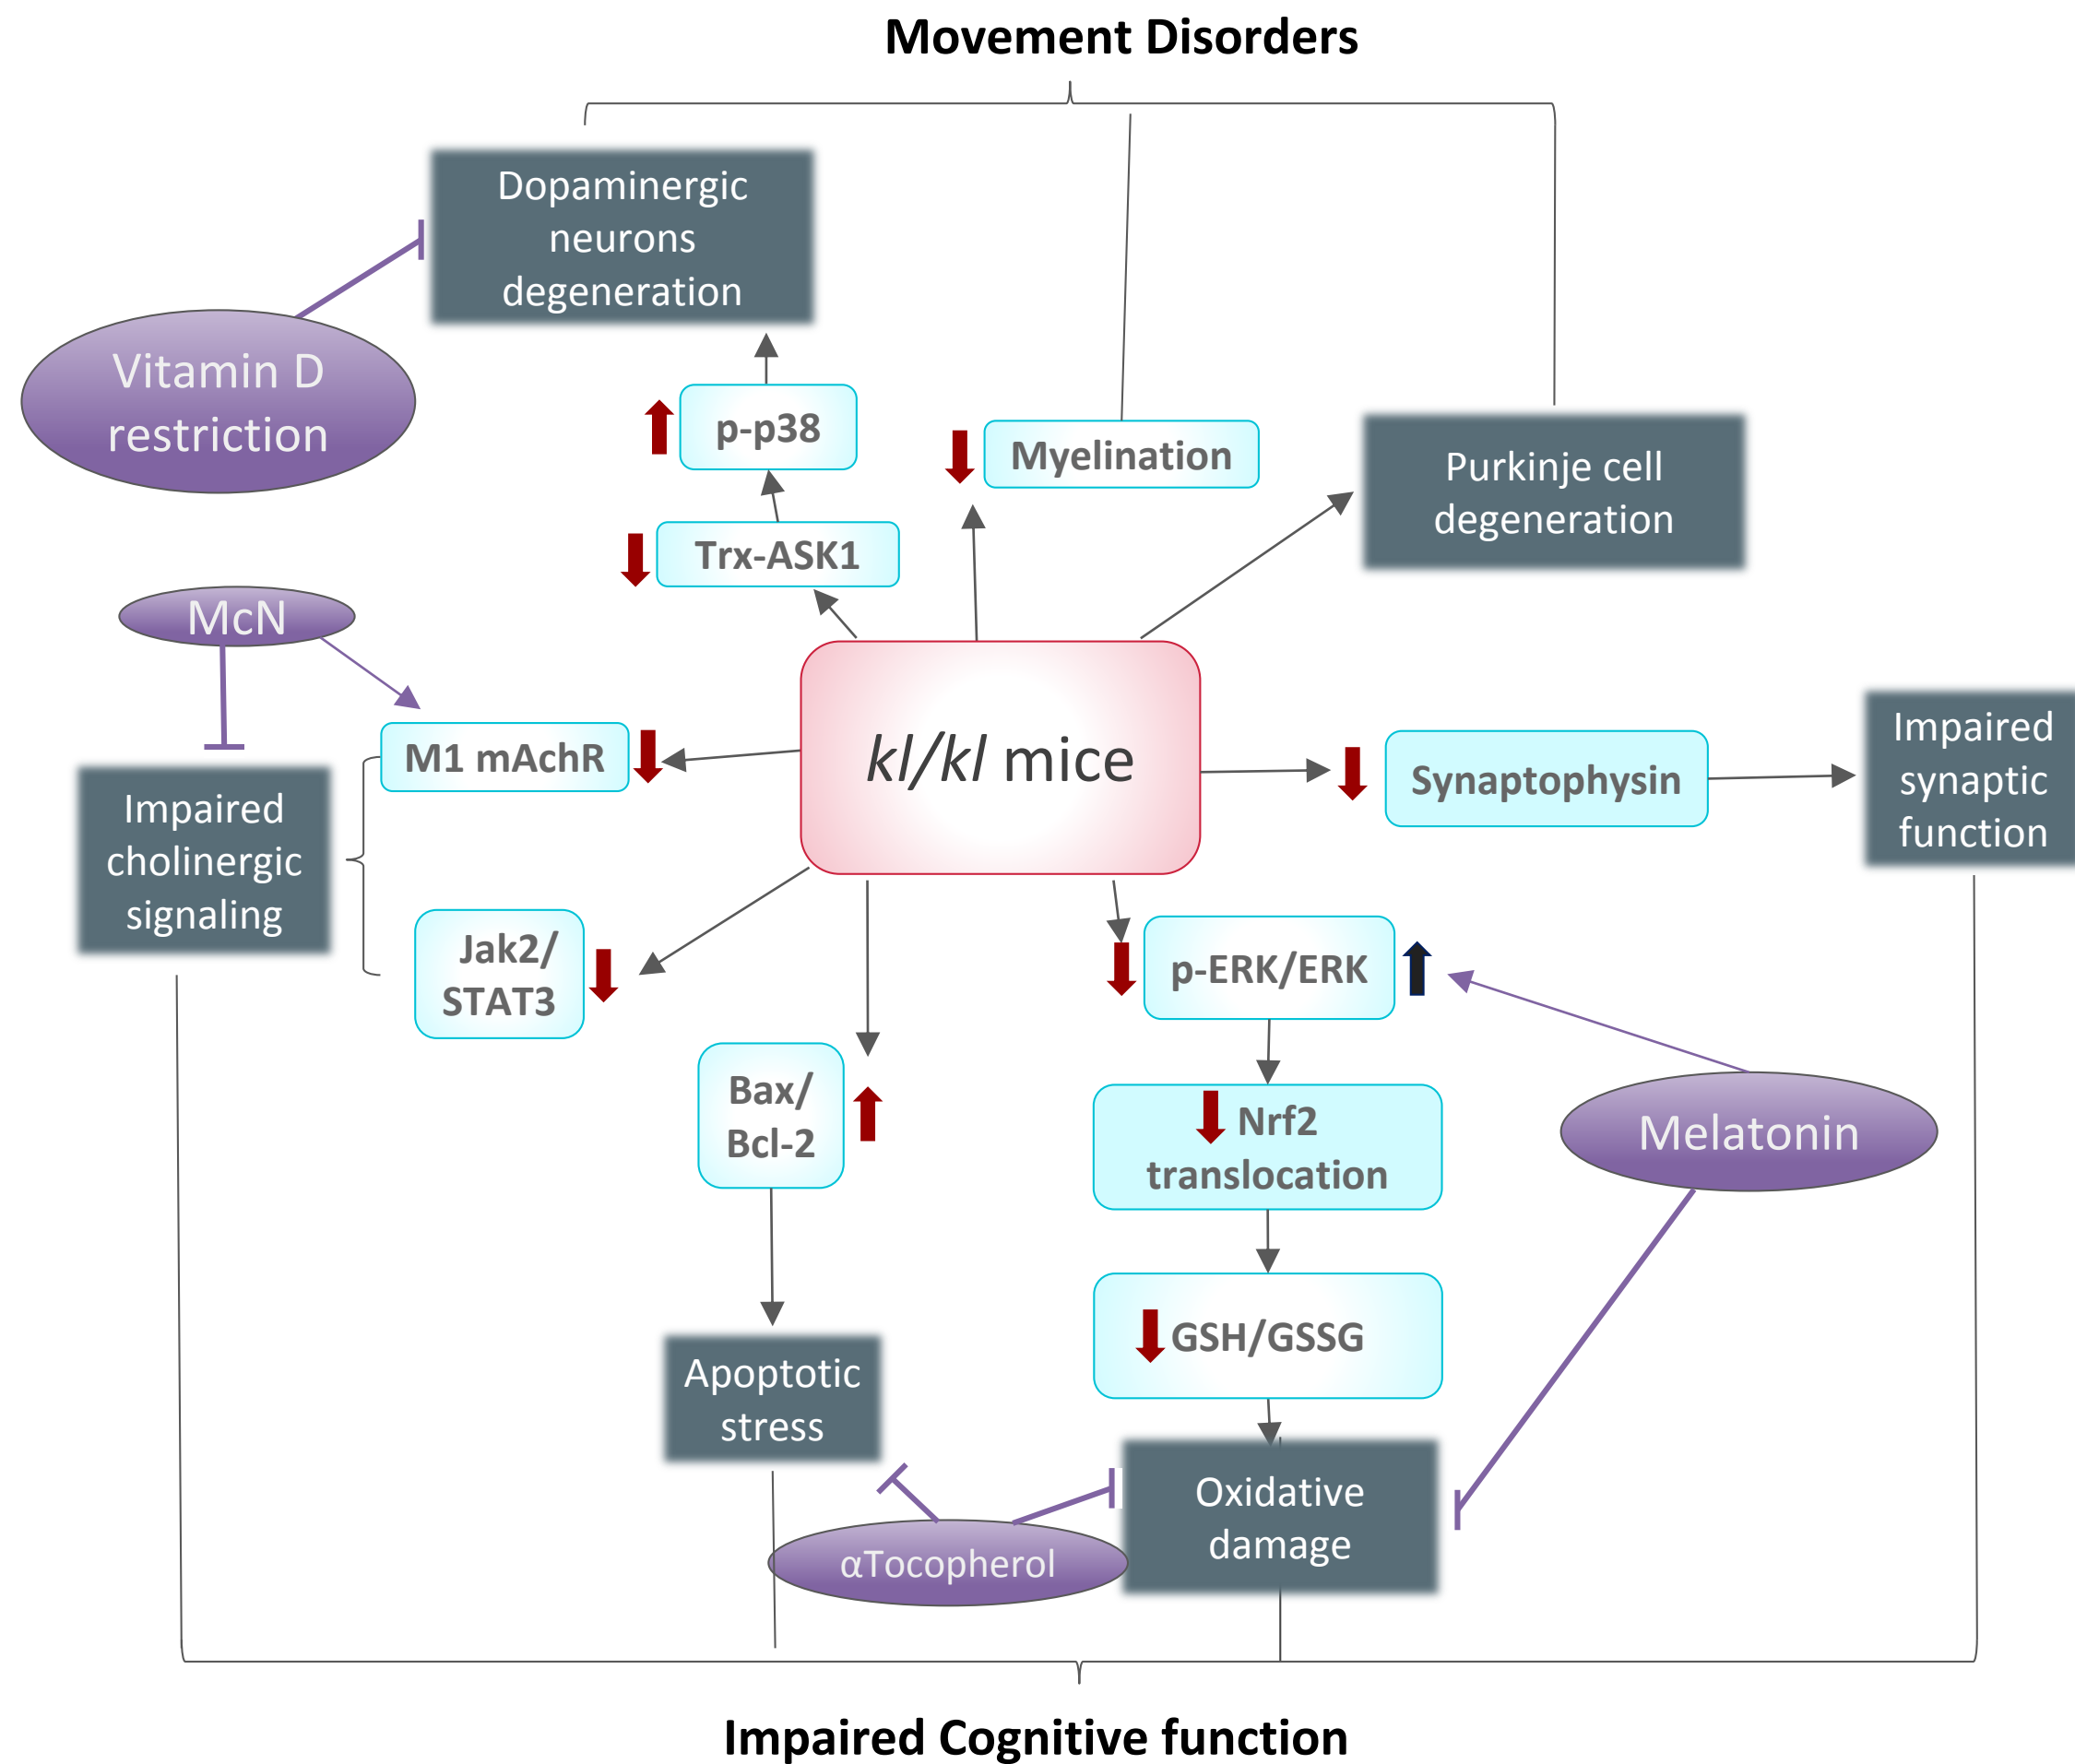 Movement Disorders
Dopaminergic
neurons
degeneration
Vitamin D
restriction
p-p38
Myelination
Purkinje cell
degeneration
Trx-ASK1
McN
M1 mAchR
kl/kl mice
Synaptophysin
Impaired
synaptic
function
Impaired
cholinergic
signaling
Jak2/
STAT3
p-ERK/ERK
Bax/
Bcl-2
Nrf2
translocation
Melatonin
GSH/GSSG
Apoptotic
stress
Oxidative
damage
αTocopherol
Impaired Cognitive function